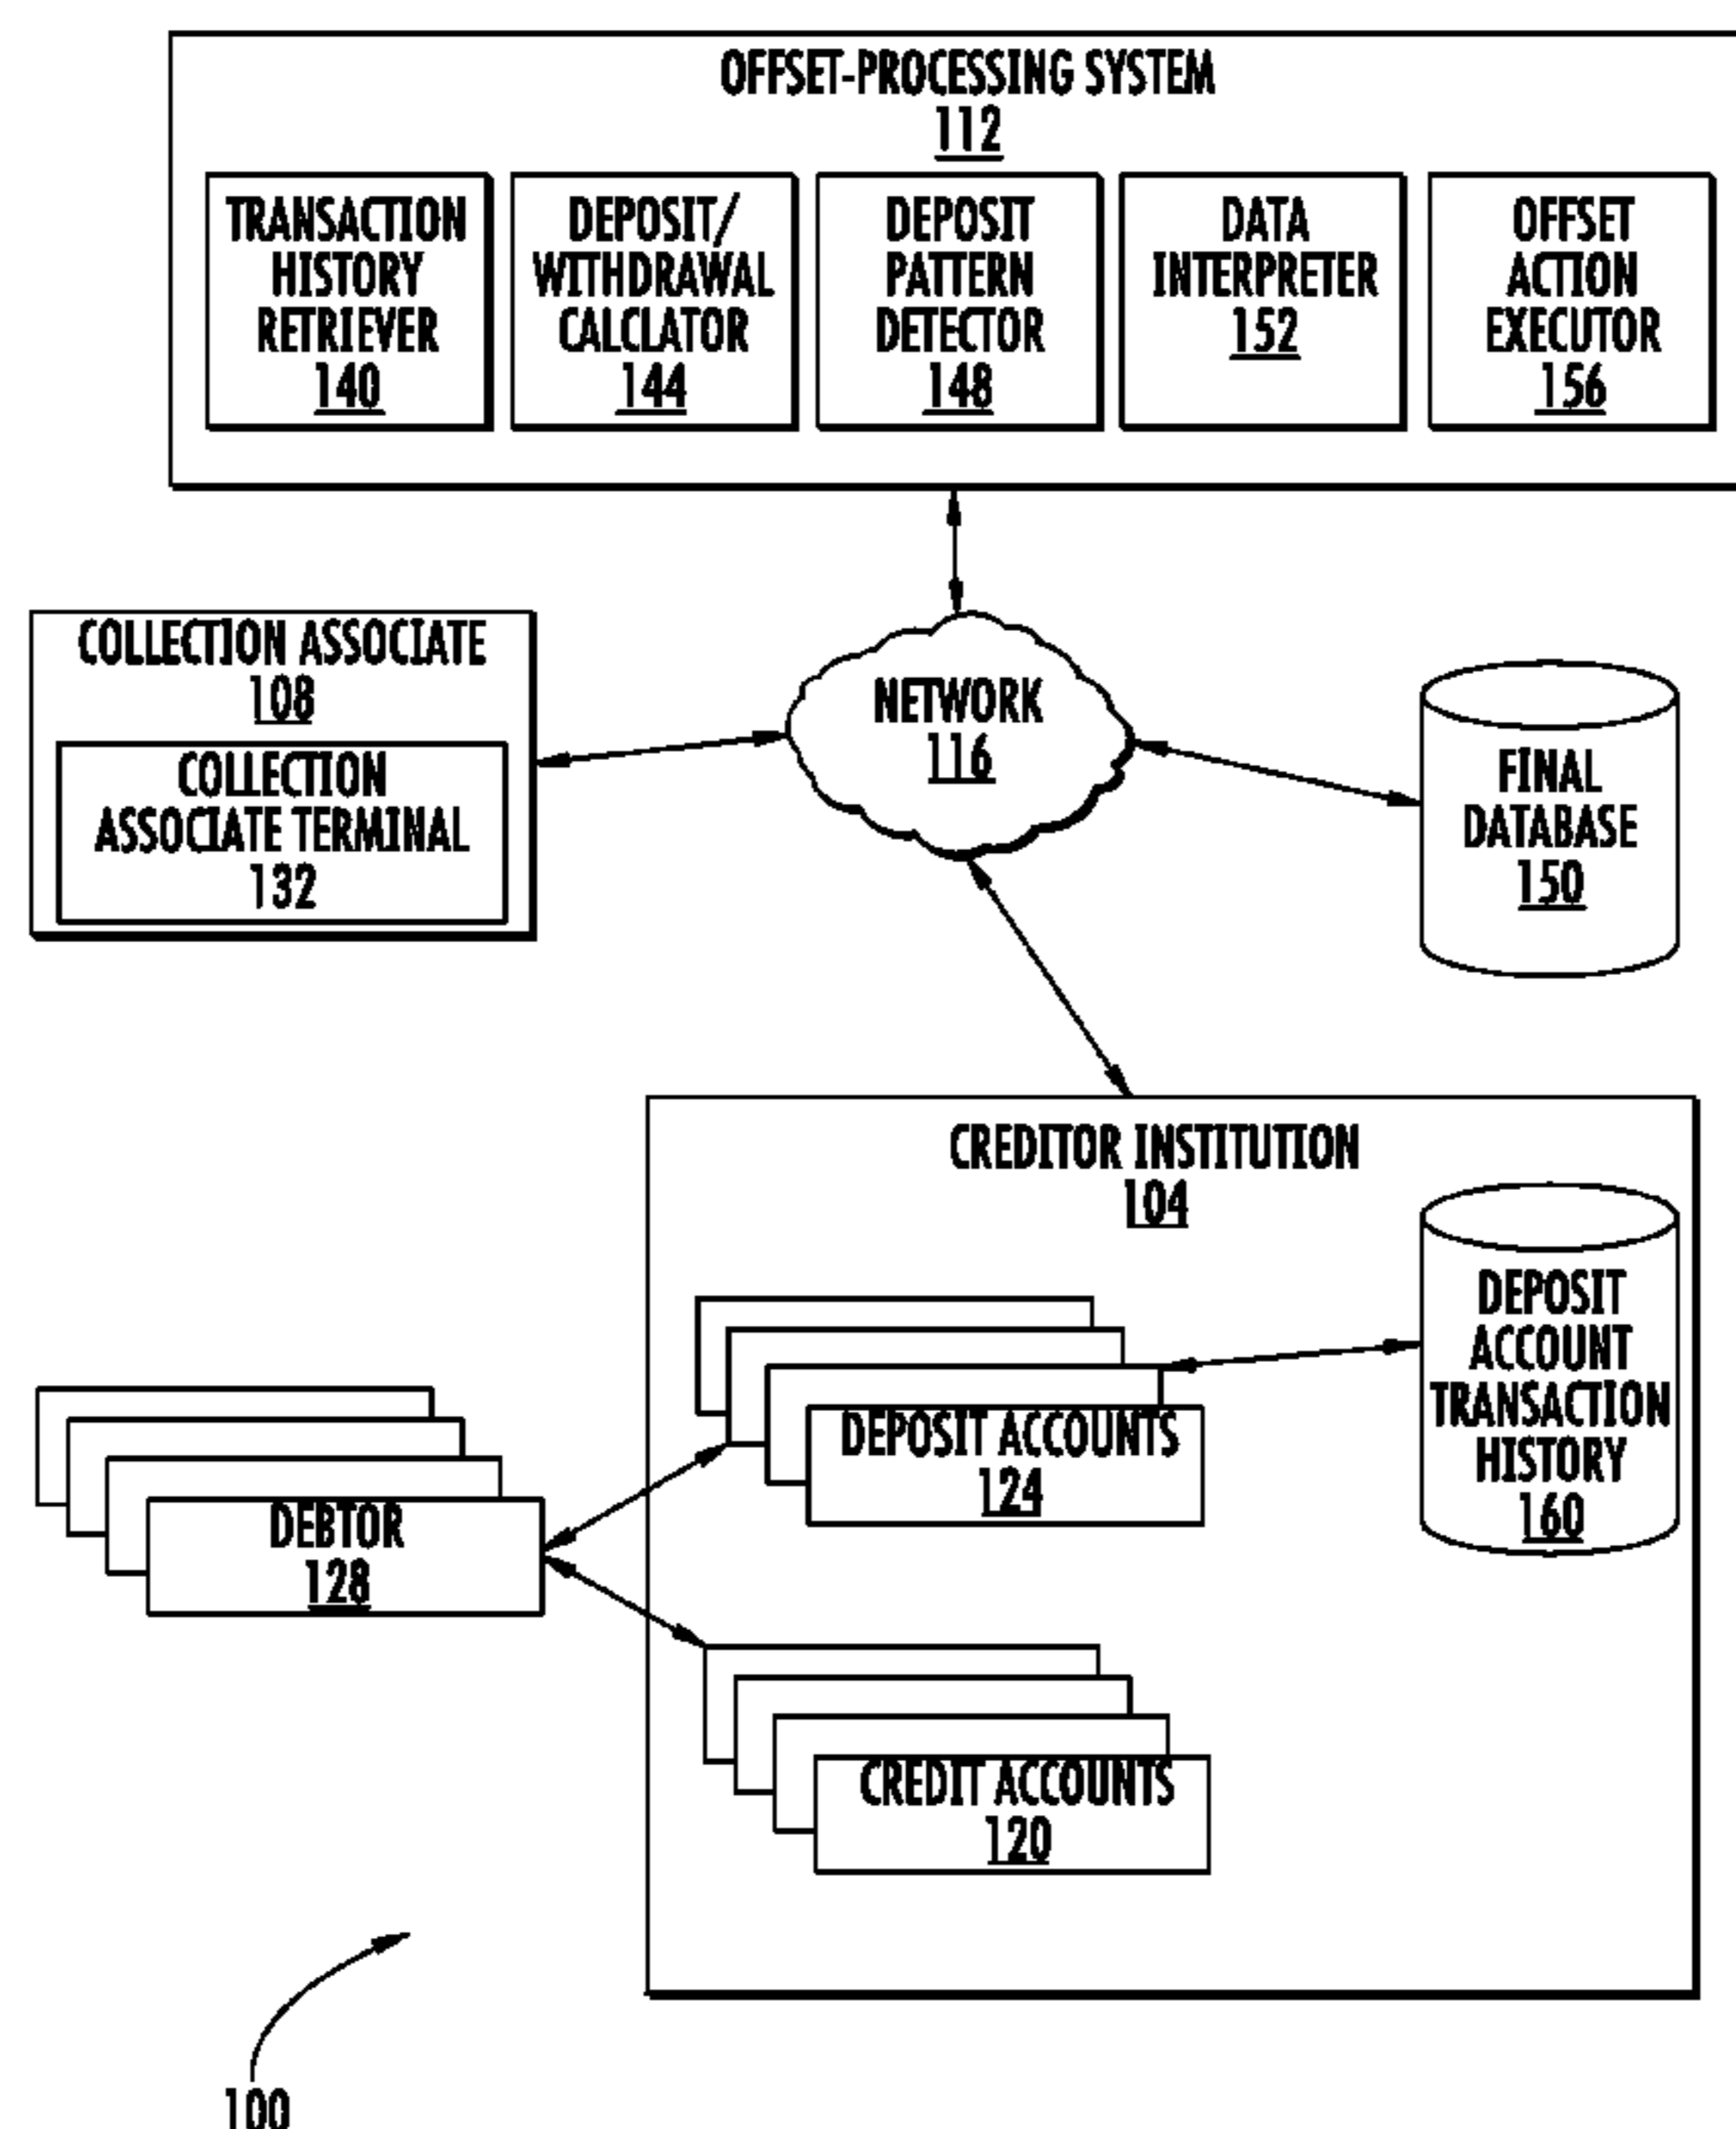 OFFSET-PROCESSING SYSTEM
112
TRANSACTION
HISTORY
RETRIEVER
140
DEPOSIT/
WITHDRAWAL
CALCLATOR
144
DEPOSIT
PATTERN
DETECTOR
148
DATA
INTERPRETER
152
OFFSET
ACTION
EXECUTOR
156
COLLECTION ASSOCIATE
108
COLLECTION
ASSOCIATE TERMINAL
132
NETWORK
116
FINAL
DATABASE
150
CREDITOR INSTITUTION
104
DEPOSIT
ACCOUNT
TRANSACTION
HISTORY
160
DEPOSIT ACCOUNTS
124
DEBTOR
128
CREDIT ACCOUNTS
120
100